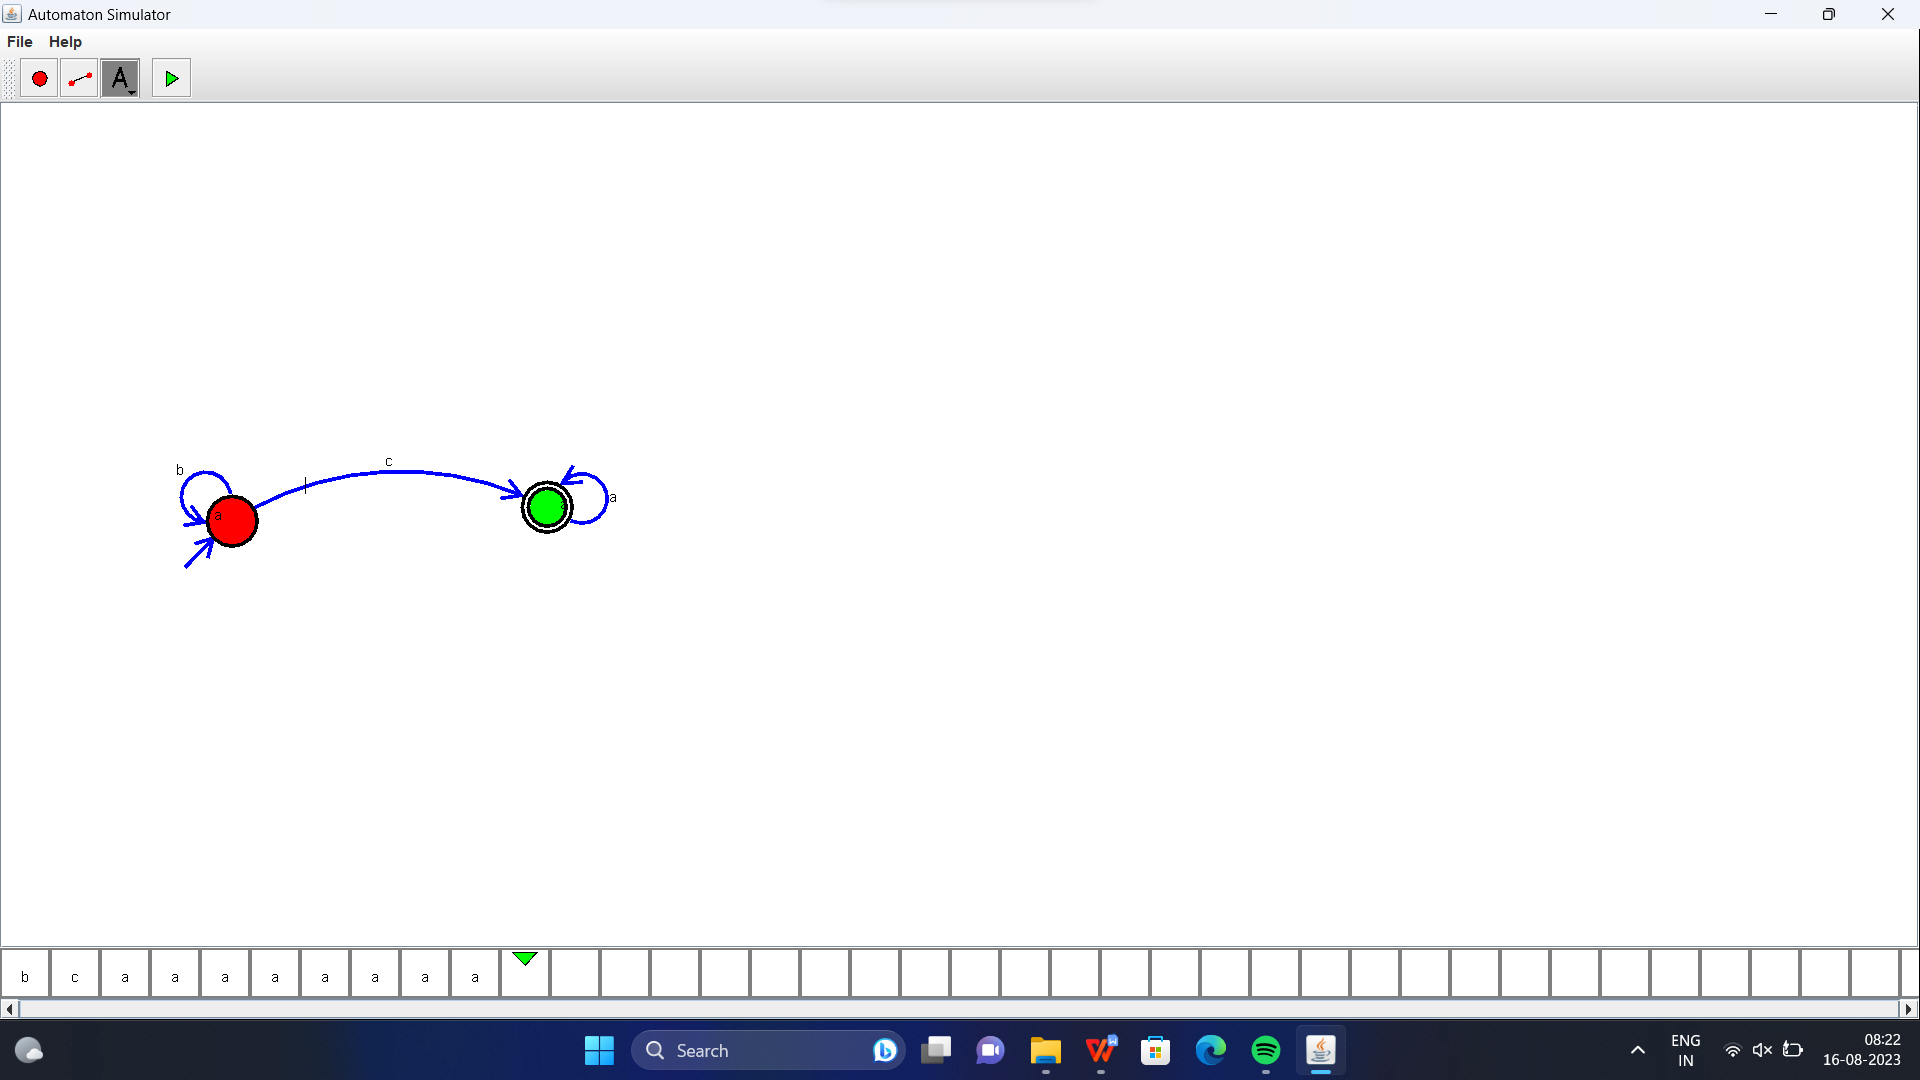 Automaton Simulator
File Help
A
b
c
a
a
b c a a a a a a a a
Search
ENG
IN
08:22
16-08-2023